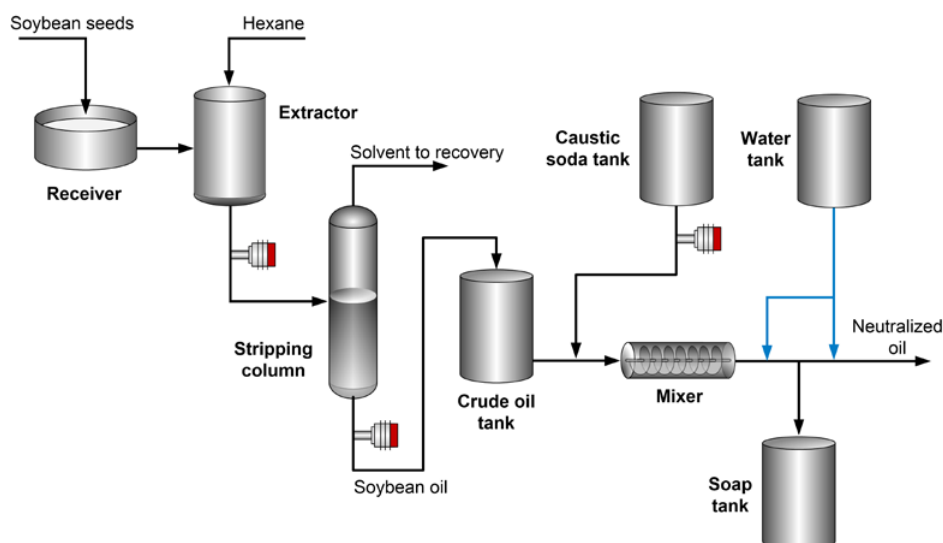 Soybean seeds
Hexane
Extractor
Receiver
Solvent to recovery
Caustic
soda tank
Water
tank
Stripping
column
Crude oil
tank
Mixer
Neutralized
oil
Soybean oil
Soap
tank